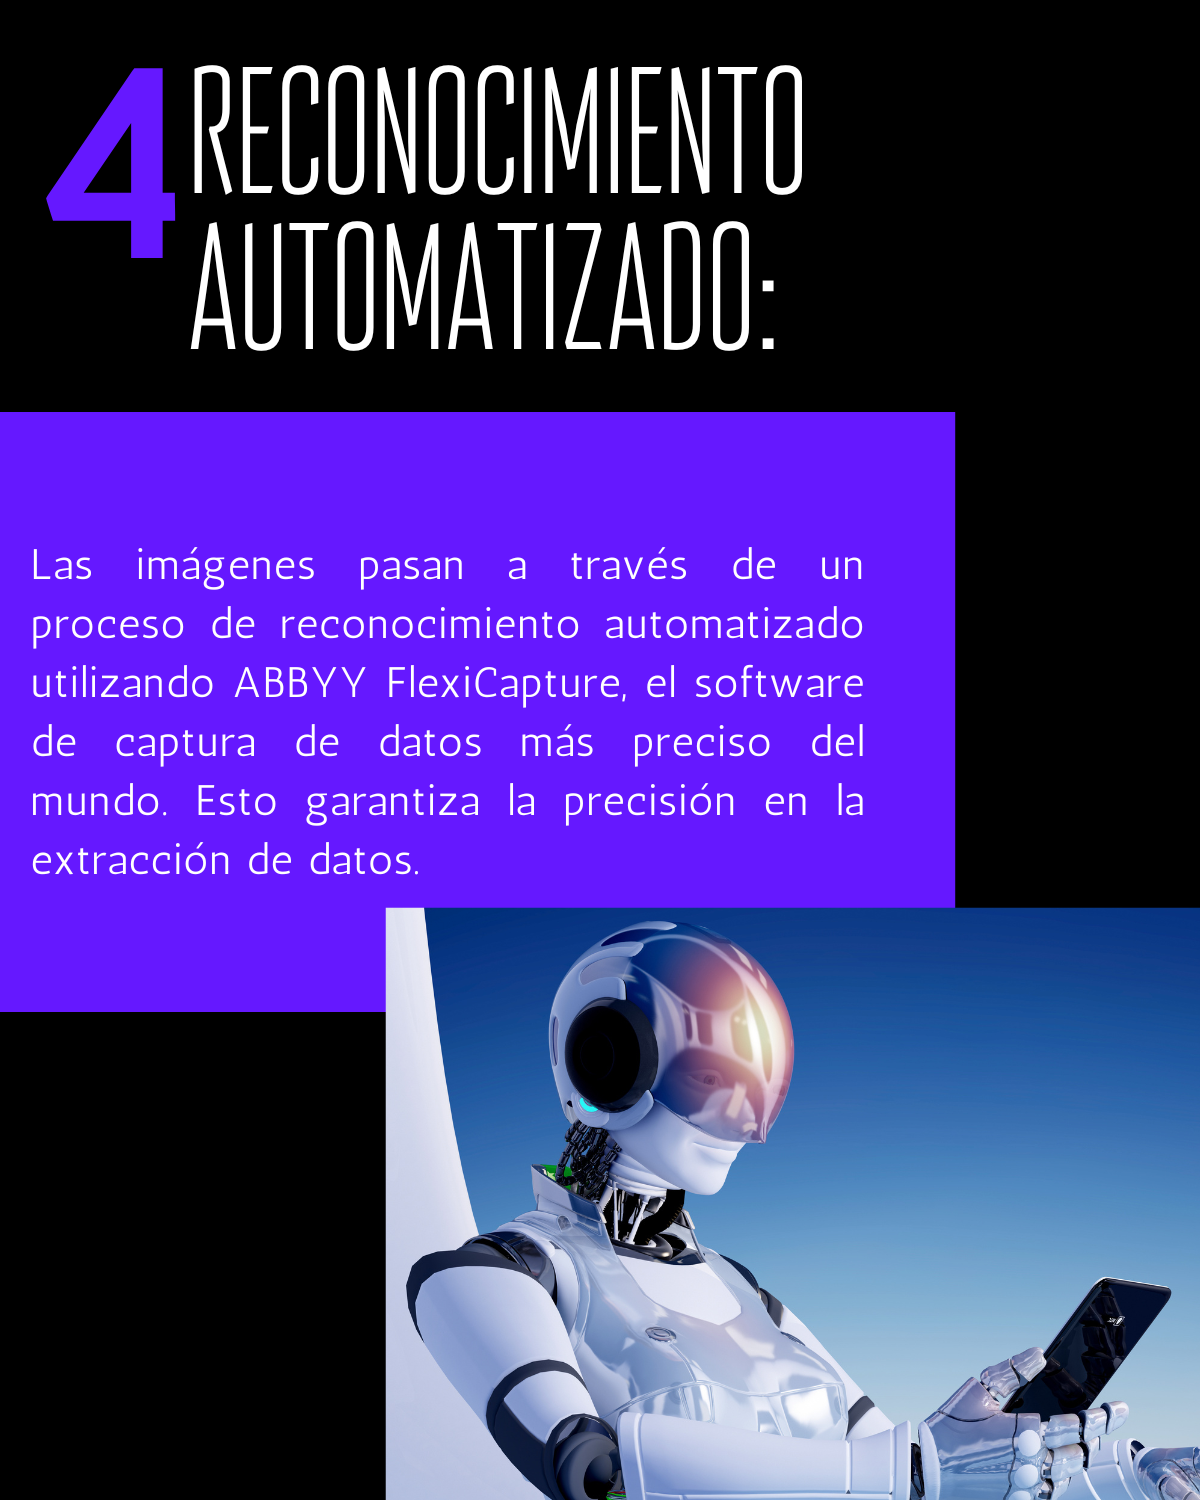 4
RECONOCIMIENTO
AUTOMATIZADO:
Las imágenes pasan a través de un
proceso de reconocimiento automatizado
utilizando ABBYY FlexiCapture, el software
de captura de datos más preciso del
mundo. Esto garantiza la precisión en la
extracción de datos.